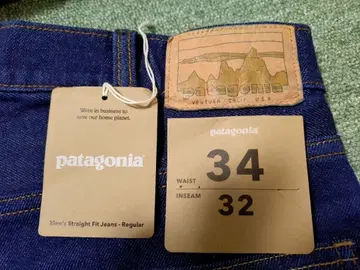 We're in business to
save our home planet.
patagonia
Men's Straight Fit Jeans - Regular
patagonia
VENTURA CALIF. U.S.A.
patagonia
WAIST
34
INSEAM
32